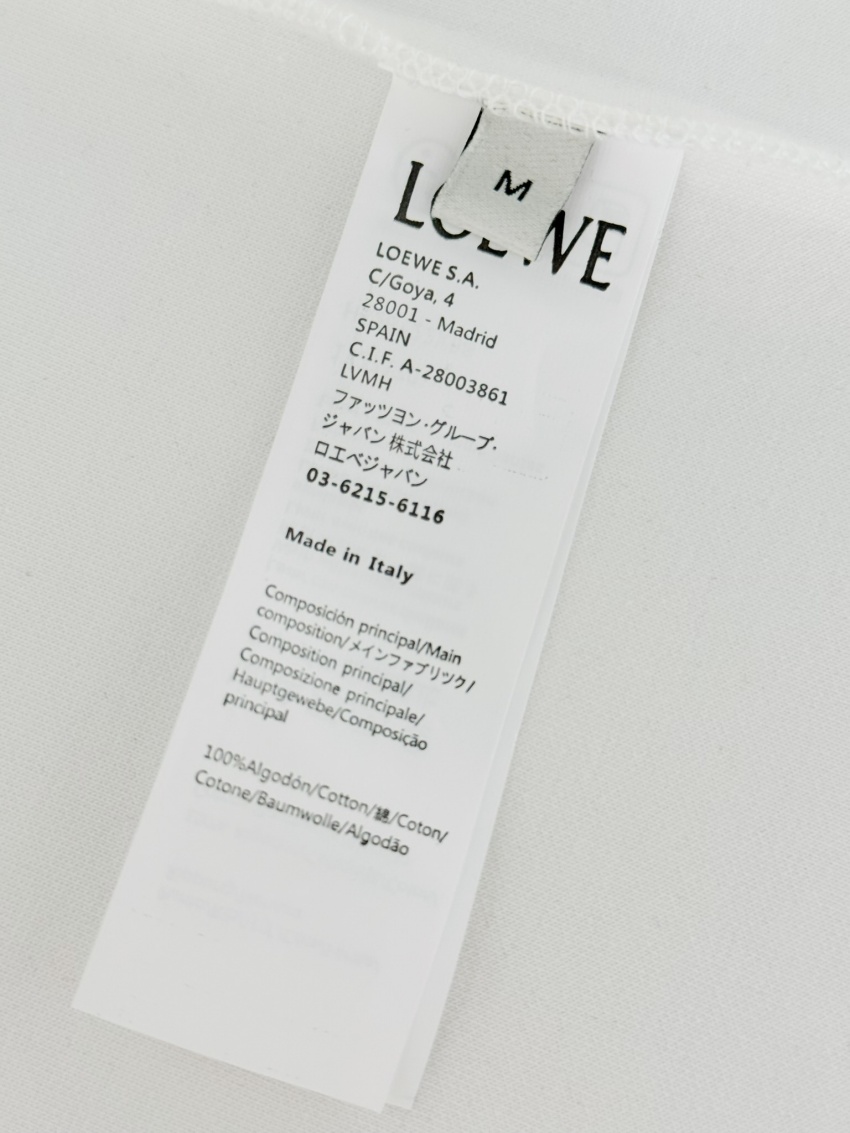 M
LOEWE
LOEWE S.A.
C/Goya, 4
28001 - Madrid
SPAIN
C.I.F. A-28003861
LVMH
ファッツヨン·グループ·
ジャパン 株式会社
ロエベジャパン
03-6215-6116
Made in Italy
Composición principal/Main
composition/メインファブリツク/
Composition principal/
Composizione principale/
Hauptgewebe/Composição
principal
100%Algodón/Cotton/綿/Coton/
Cotone/Baumwolle/Algodão